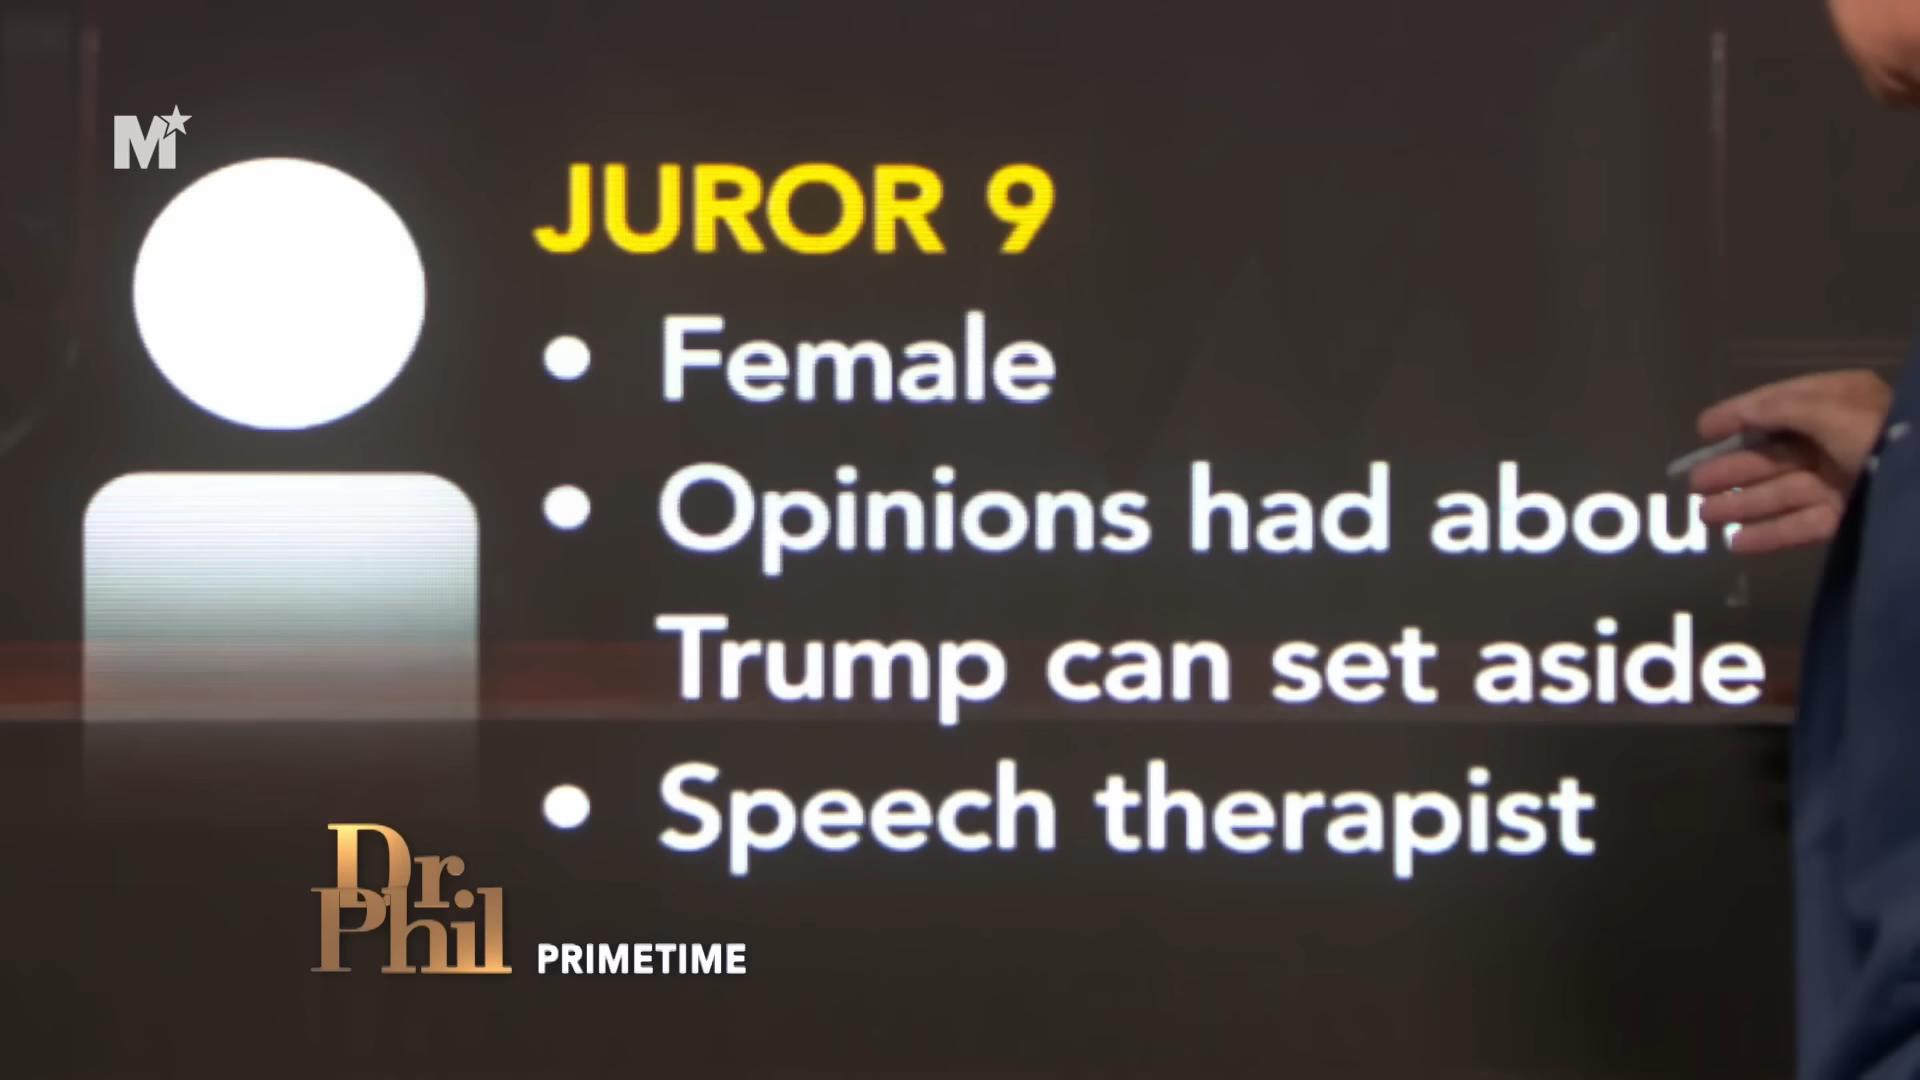 M
JUROR 9
• Female
• Opinions had abou
Trump can set aside
• Speech therapist
Dr.
Phil
PRIMETIME